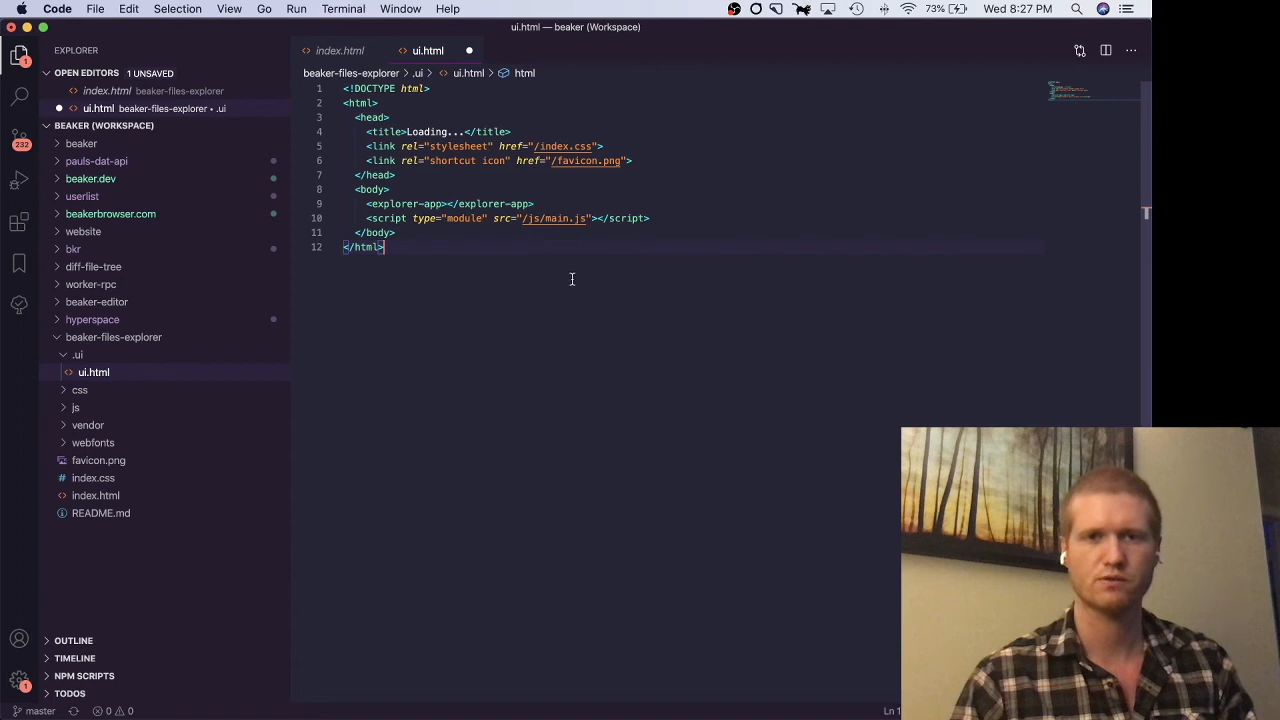 Code File Edit Selection View Go Run Terminal Window Help 73% Wed 8:27 PM
ui.html — beaker (Workspace)
EXPLORER
OPEN EDITORS 1 UNSAVED
index.html beaker-files-explorer
ui.html beaker-files-explorer • .ui
BEAKER (WORKSPACE)
beaker
pauls-dat-api
beaker.dev
userlist
beakerbrowser.com
website
bkr
diff-file-tree
worker-rpc
beaker-editor
hyperspace
beaker-files-explorer
.ui
ui.html
css
js
vendor
webfonts
favicon.png
index.css
index.html
README.md
OUTLINE
TIMELINE
NPM SCRIPTS
TODOS
1
232
1
index.html ui.html
beaker-files-explorer > .ui > ui.html > html
1 <!DOCTYPE html>
2 <html>
3 <head>
4 <title>Loading...</title>
5 <link rel="stylesheet" href="/index.css">
6 <link rel="shortcut icon" href="/favicon.png">
7 </head>
8 <body>
9 <explorer-app></explorer-app>
10 <script type="module" src="/js/main.js"></script>
11 </body>
12 </html>
master 0 0 Ln 1